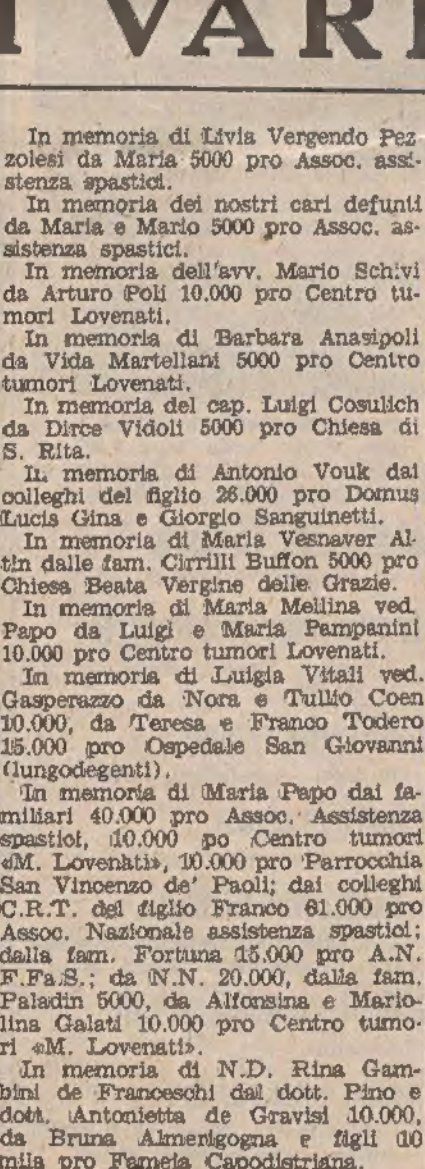 I VARI
In memoria di Livia Vergendo Pez-
zolesi da Maria 5000 pro Assoc. assi-
stenza spastici.
In memoria dei nostri cari defunti
da Maria e Mario 5000 pro Assoc. as-
sistenza spastici.
In memoria dell'avv. Mario Schivi
da Arturo Poli 10.000 pro Centro tu-
mori Lovenati.
In memoria di Barbara Anasipoli
da Vida Martellani 5000 pro Centro
tumori Lovenati.
In memoria del cap. Luigi Cosulich
da Dirce Vidoli 5000 pro Chiesa di
S. Rita.
In memoria di Antonio Vouk dai
colleghi del figlio 26.000 pro Domus
Lucis Gina e Giorgio Sanguinetti.
In memoria di Maria Vesnaver Al-
tin dalle fam. Cirrilli Buffon 5000 pro
Chiesa Beata Vergine delle Grazie.
In memoria di Maria Mellina ved.
Papo da Luigi e Maria Pampanini
10.000 pro Centro tumori Lovenati.
In memoria di Luigia Vitali ved.
Gasperazzo da Nora e Tullio Coen
10.000, da Teresa e Franco Todero
15.000 pro Ospedale San Giovanni
(lungodegenti).
In memoria di Maria Papo dai fa-
miliari 40.000 pro Assoc. Assistenza
spastici, 10.000 po Centro tumori
«M. Lovenati», 10.000 pro Parrocchia
San Vincenzo de' Paoli; dai colleghi
C.R.T. del figlio Franco 61.000 pro
Assoc. Nazionale assistenza spastici;
dalla fam. Fortuna 15.000 pro A.N.
F.Fa.S.; da N.N. 20.000, dalla fam.
Paladin 5000, da Alfonsina e Mario-
lina Galati 10.000 pro Centro tumo-
ri «M. Lovenati».
In memoria di N.D. Rina Gam-
bini de Franceschi dal dott. Pino e
dott. Antonietta de Gravisi 10.000,
da Bruna Almerigogna e figli 10
mila pro Fameia Capodistriana.